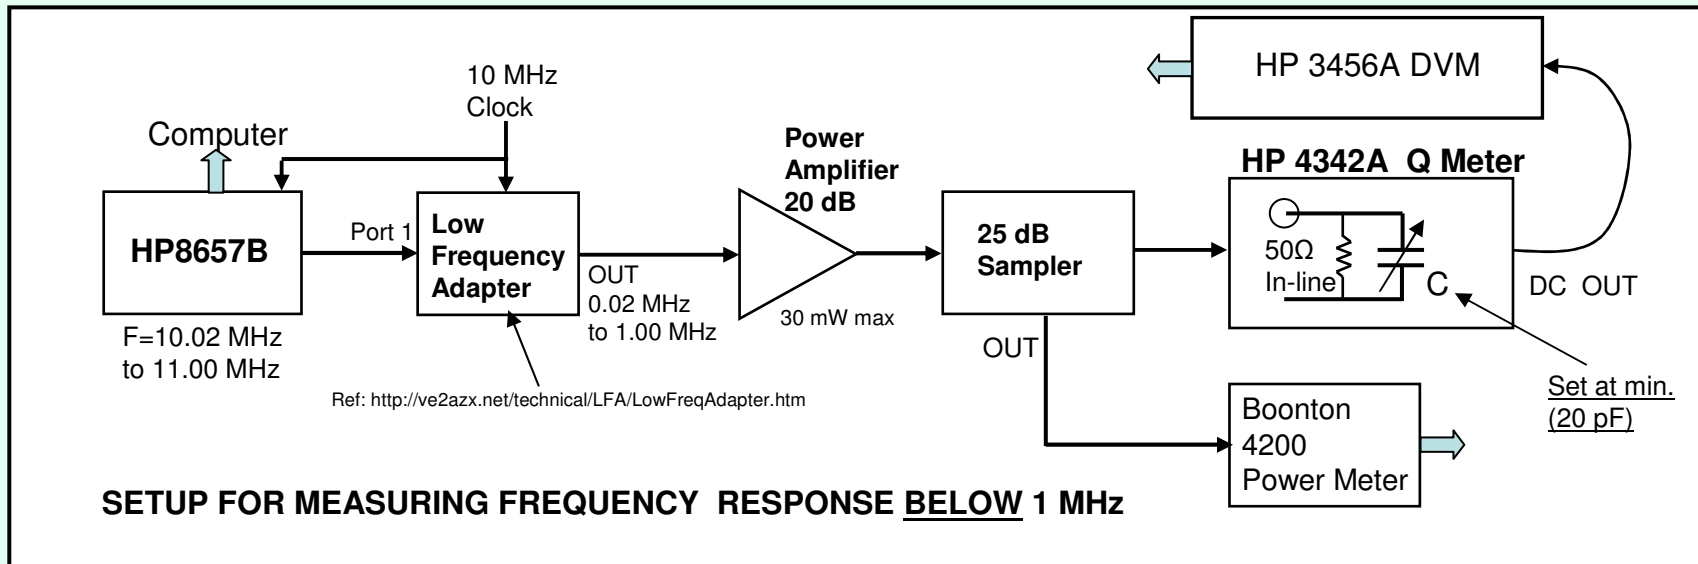 10 MHz
Clock
Computer
HP8657B
F=10.02 MHz
to 11.00 MHz
Port 1
Low
Frequency
Adapter
OUT
0.02 MHz
to 1.00 MHz
Ref: http://ve2azx.net/technical/LFA/LowFreqAdapter.htm
Power
Amplifier
20 dB
30 mW max
25 dB
Sampler
OUT
HP 3456A DVM
HP 4342A Q Meter
50Ω
In-line
C
DC OUT
Set at min.
(20 pF)
Boonton
4200
Power Meter
SETUP FOR MEASURING FREQUENCY RESPONSE BELOW 1 MHz